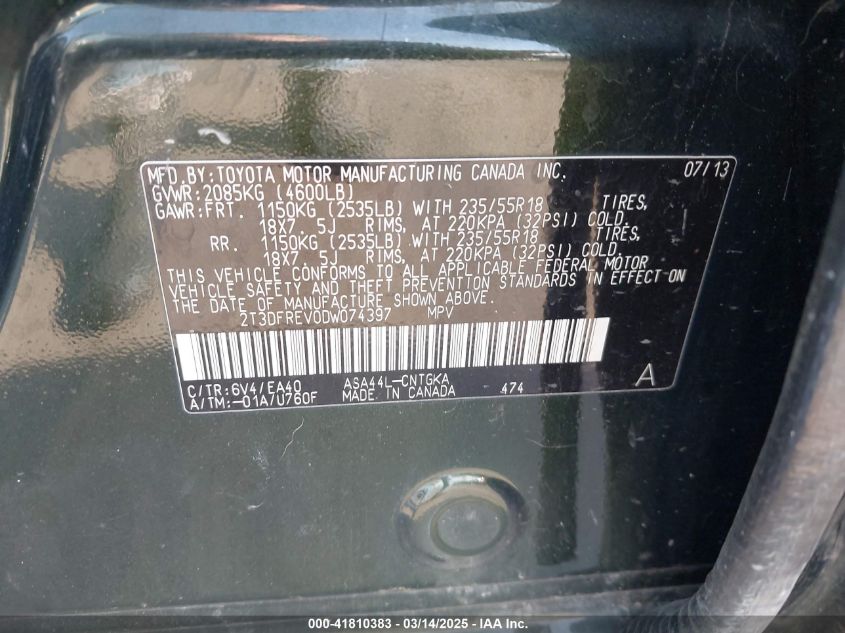 MFD.BY:TOYOTA MOTOR MANUFACTURING CANADA INC. 07/13
GVWR:2085KG (4600LB)
GAWR:FRT. 1150KG (2535LB) WITH 235/55R18 TIRES,
18X7. 5J RIMS, AT 220KPA (32PSI) COLD.
RR. 1150KG (2535LB) WITH 235/55R18 TIRES,
18X7. 5J RIMS, AT 220KPA (32PSI) COLD.
THIS VEHICLE CONFORMS TO ALL APPLICABLE FEDERAL MOTOR
VEHICLE SAFETY AND THEFT PREVENTION STANDARDS IN EFFECT ON
THE DATE OF MANUFACTURE SHOWN ABOVE.
2T3DFREV0DW074397 MPV
C/TR:6V4/EA40 ASA44L-CNTGKA A
A/TM:-01A/U760F MADE IN CANADA 474
000-41810383 / 03/14/2025 - IAA Inc.